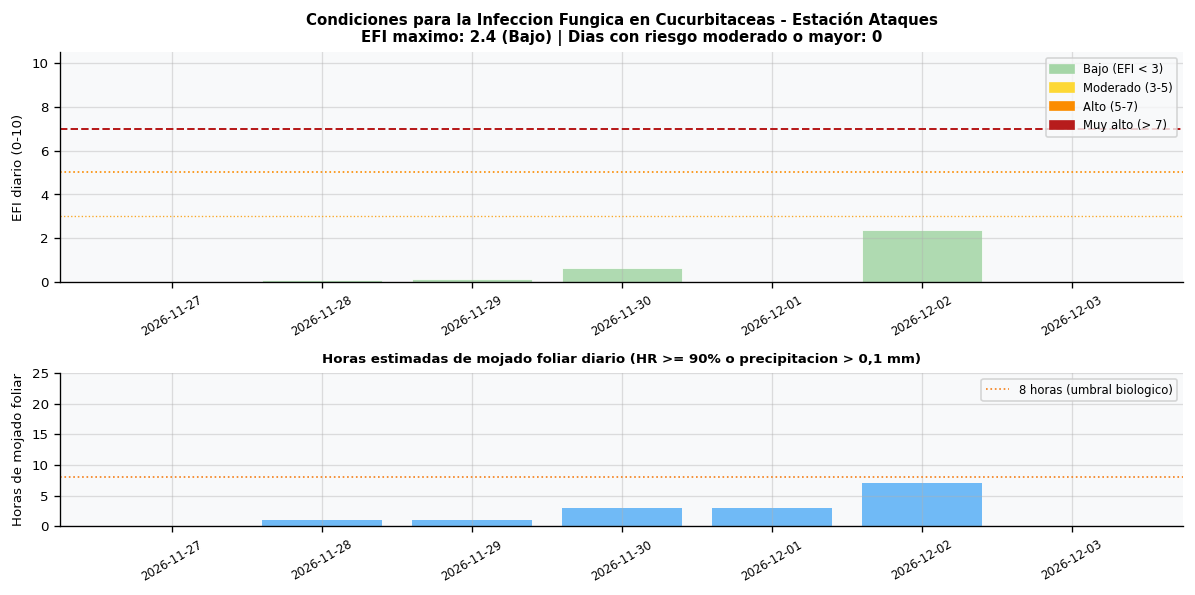 Condiciones para la Infeccion Fungica en Cucurbitaceas - Estación Ataques
EFI maximo: 2.4 (Bajo) | Dias con riesgo moderado o mayor: 0
EFI diario (0-10)
10
8
6
4
2
0
Bajo (EFI < 3)
Moderado (3-5)
Alto (5-7)
Muy alto (> 7)
2026-11-27
2026-11-28
2026-11-29
2026-11-30
2026-12-01
2026-12-02
2026-12-03
Horas estimadas de mojado foliar diario (HR >= 90% o precipitacion > 0,1 mm)
Horas de mojado foliar
25
20
15
10
5
0
8 horas (umbral biologico)
2026-11-27
2026-11-28
2026-11-29
2026-11-30
2026-12-01
2026-12-02
2026-12-03